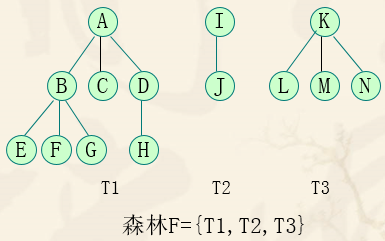 A I K
B C D J L M N
E F G H
T1 T2 T3
森林F={T1,T2,T3}